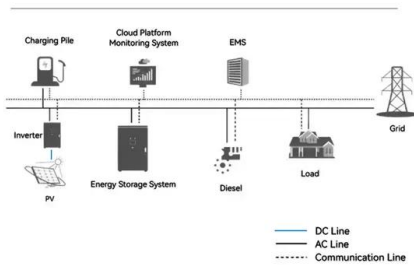 Charging Pile
Cloud Platform
Monitoring System
EMS
Grid
Inverter
PV
Energy Storage System
Diesel
Load
DC Line
AC Line
Communication Line